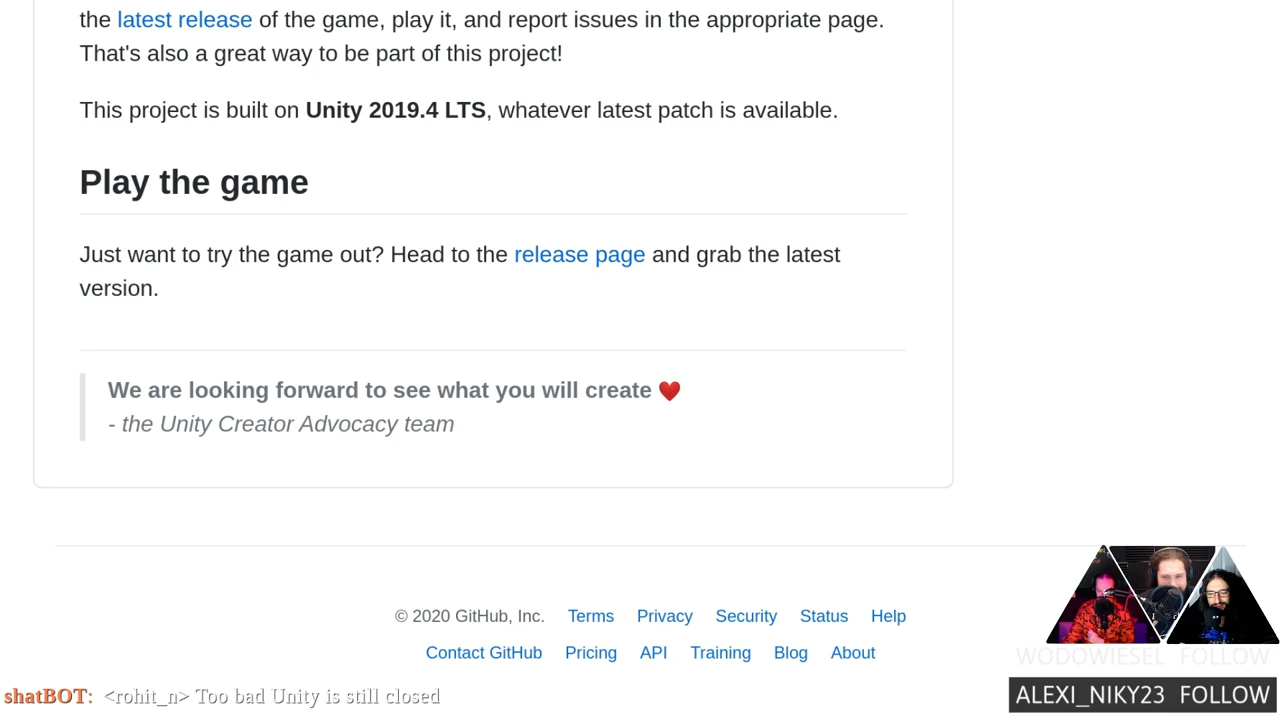 the latest release of the game, play it, and report issues in the appropriate page.
That's also a great way to be part of this project!
This project is built on Unity 2019.4 LTS, whatever latest patch is available.
Play the game
Just want to try the game out? Head to the release page and grab the latest
version.
We are looking forward to see what you will create ❤️
- the Unity Creator Advocacy team
© 2020 GitHub, Inc. Terms Privacy Security Status Help
Contact GitHub Pricing API Training Blog About
WODOWIESEL FOLLOW
ALEXI_NIKY23 FOLLOW
shatBOT: <rohit_n> Too bad Unity is still closed